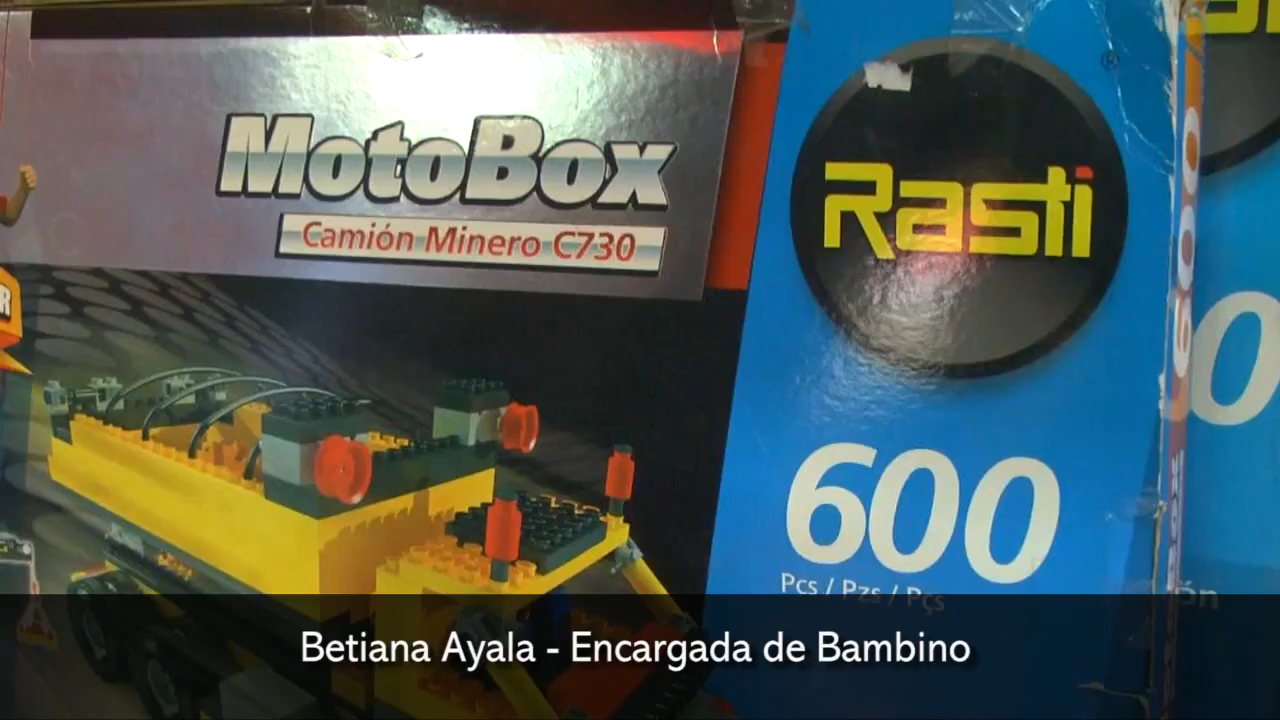 MotoBox
Camión Minero C730
Rasti
®
600
Pcs / Pzs / Pçs
Betiana Ayala - Encargada de Bambino